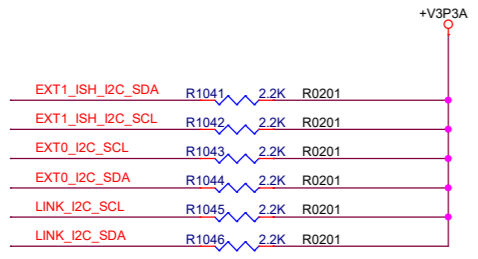 +V3P3A
EXT1_ISH_I2C_SDA R1041 2.2K R0201
EXT1_ISH_I2C_SCL R1042 2.2K R0201
EXT0_I2C_SCL R1043 2.2K R0201
EXT0_I2C_SDA R1044 2.2K R0201
LINK_I2C_SCL R1045 2.2K R0201
LINK_I2C_SDA R1046 2.2K R0201